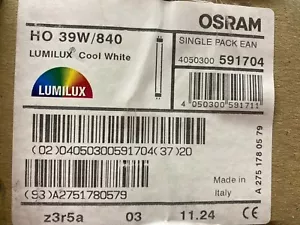 OSRAM
HO 39W/840
LUMILUX® Cool White
LUMILUX
SINGLE PACK EAN
4050300 591704
4 050300 591711
(02)04050300591704(37)20
(93)A2751780579
Made in
Italy
A 275 178 05 79
z3r5a 03 11.24 CE